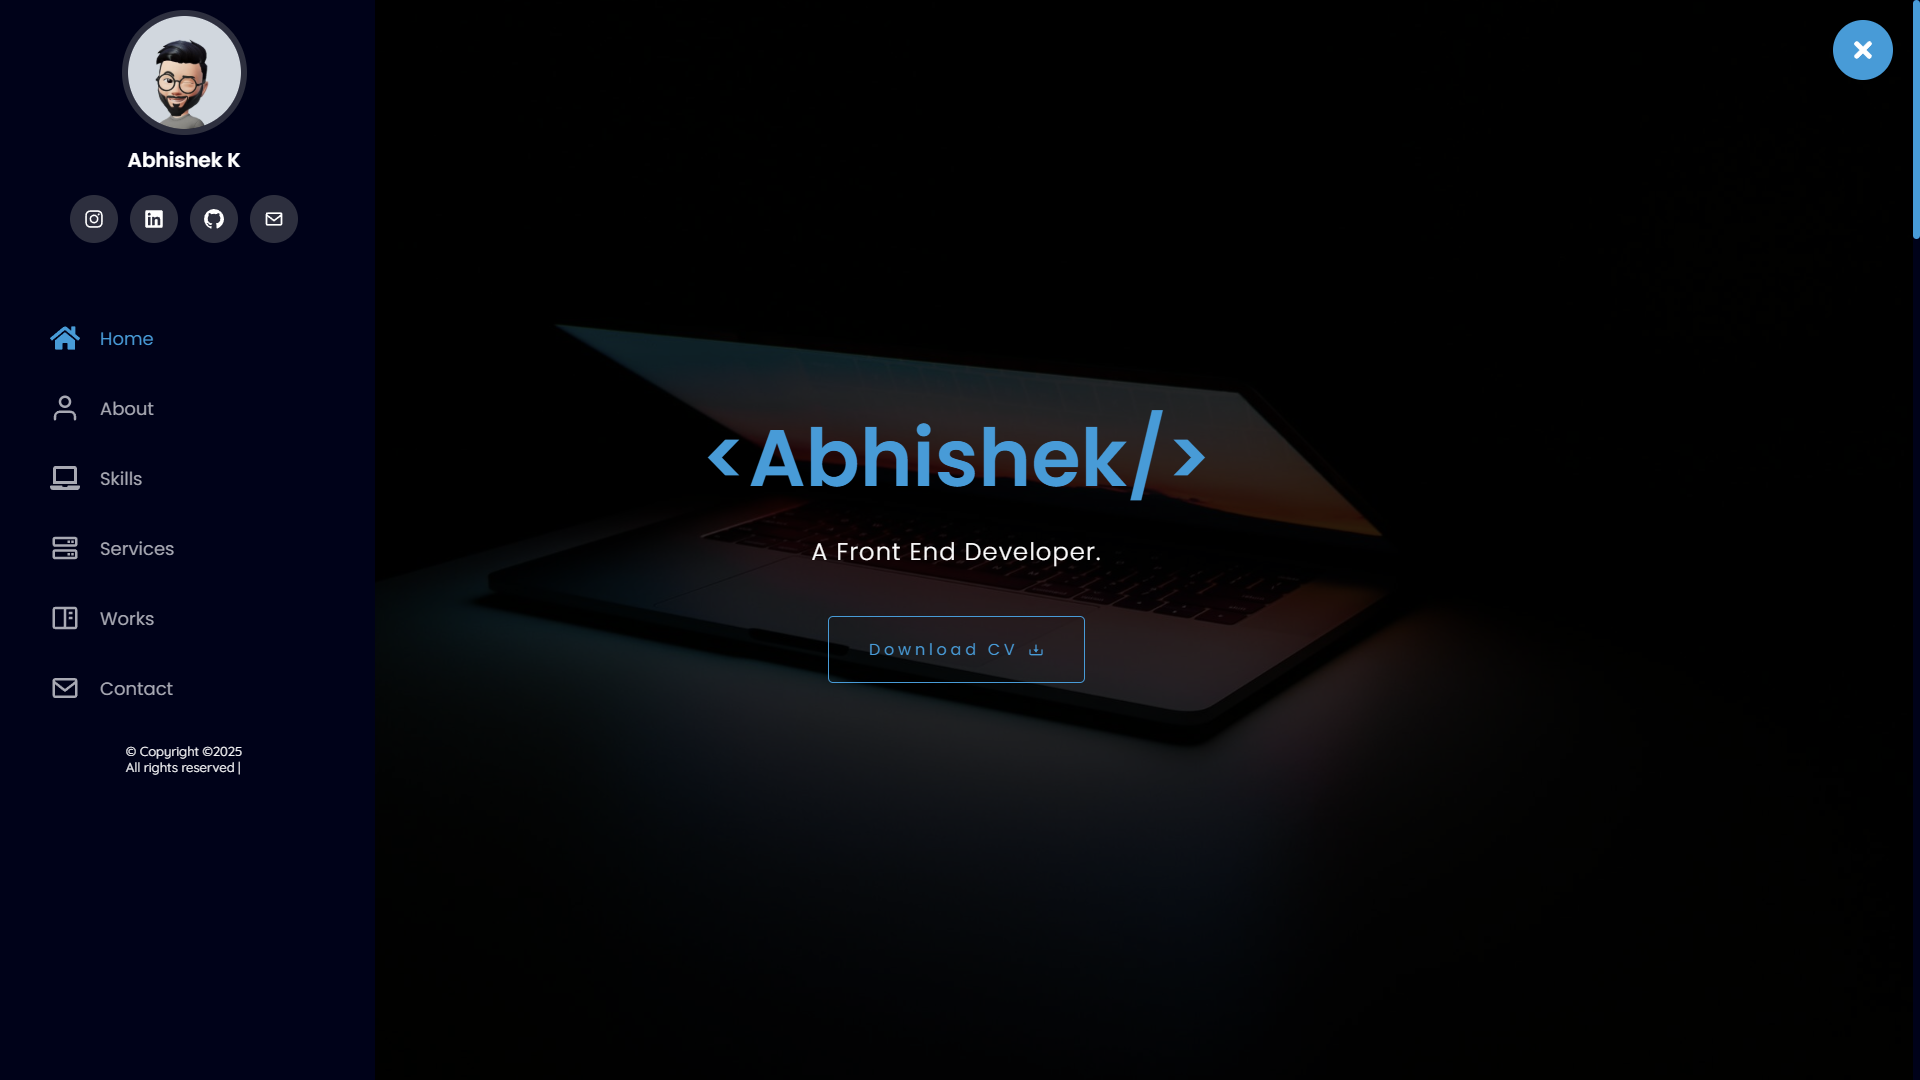 Abhishek K
Home
About
Skills
Services
Works
Contact
© Copyright ©2025
All rights reserved |
<Abhishek/>
A Front End Developer.
Download CV